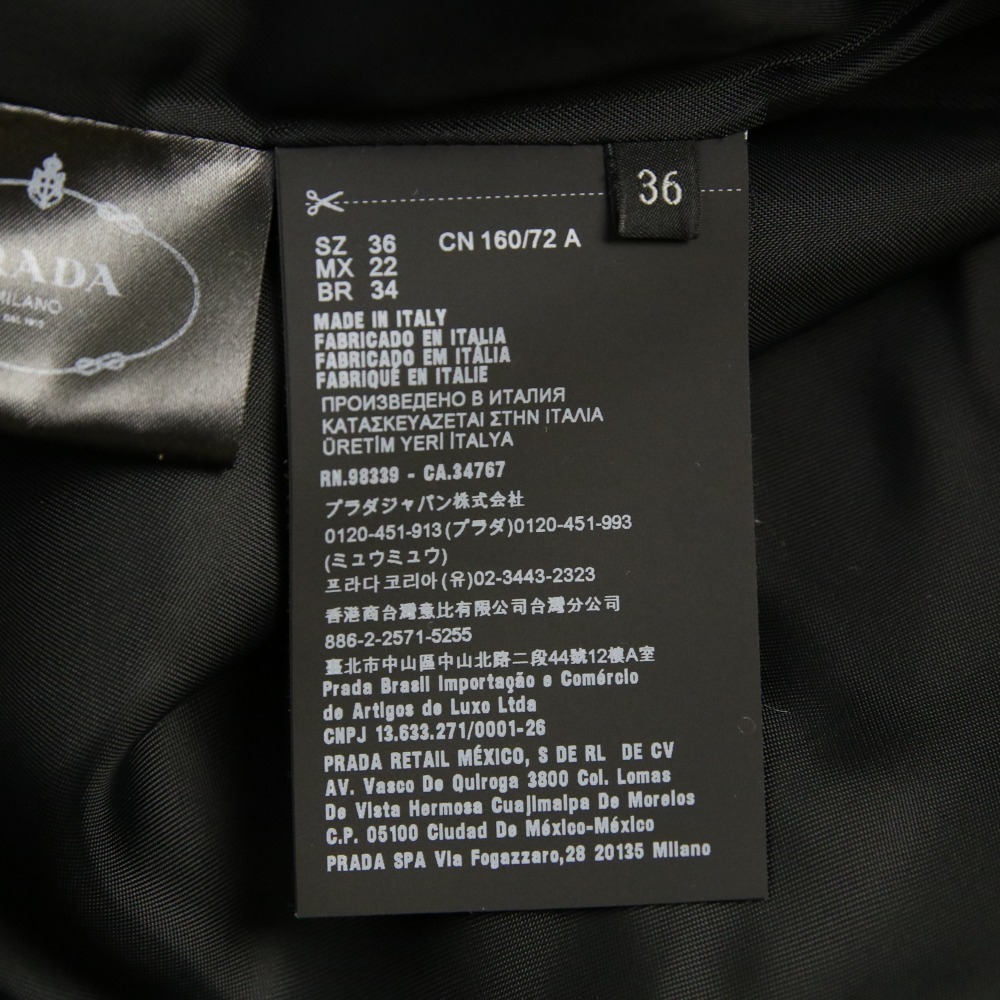 RADA
MILANO
DAL 1913
36
SZ 36 CN 160/72 A
MX 22
BR 34
MADE IN ITALY
FABRICADO EN ITALIA
FABRICADO EM ITÁLIA
FABRIQUÉ EN ITALIE
ПРОИЗВЕДЕНО В ИТАЛИЯ
ΚΑΤΑΣΚΕΥΑΖΕΤΑΙ ΣΤΗΝ ΙΤΑΛΙΑ
ÜRETİM YERİ İTALYA
RN.98339 - CA.34767
プラダジャパン株式会社
0120-451-913(プラダ)0120-451-993
(ミュウミュウ)
프라다코리아(유)02-3443-2323
香港商台灣意比有限公司台灣分公司
886-2-2571-5255
臺北市中山區中山北路二段44號12樓A室
Prada Brasil Importação e Comércio
de Artigos de Luxo Ltda
CNPJ 13.633.271/0001-26
PRADA RETAIL MÉXICO, S DE RL DE CV
AV. Vasco De Quiroga 3800 Col. Lomas
De Vista Hermosa Cuajimalpa De Morelos
C.P. 05100 Ciudad De México-México
PRADA SPA Via Fogazzaro,28 20135 Milano